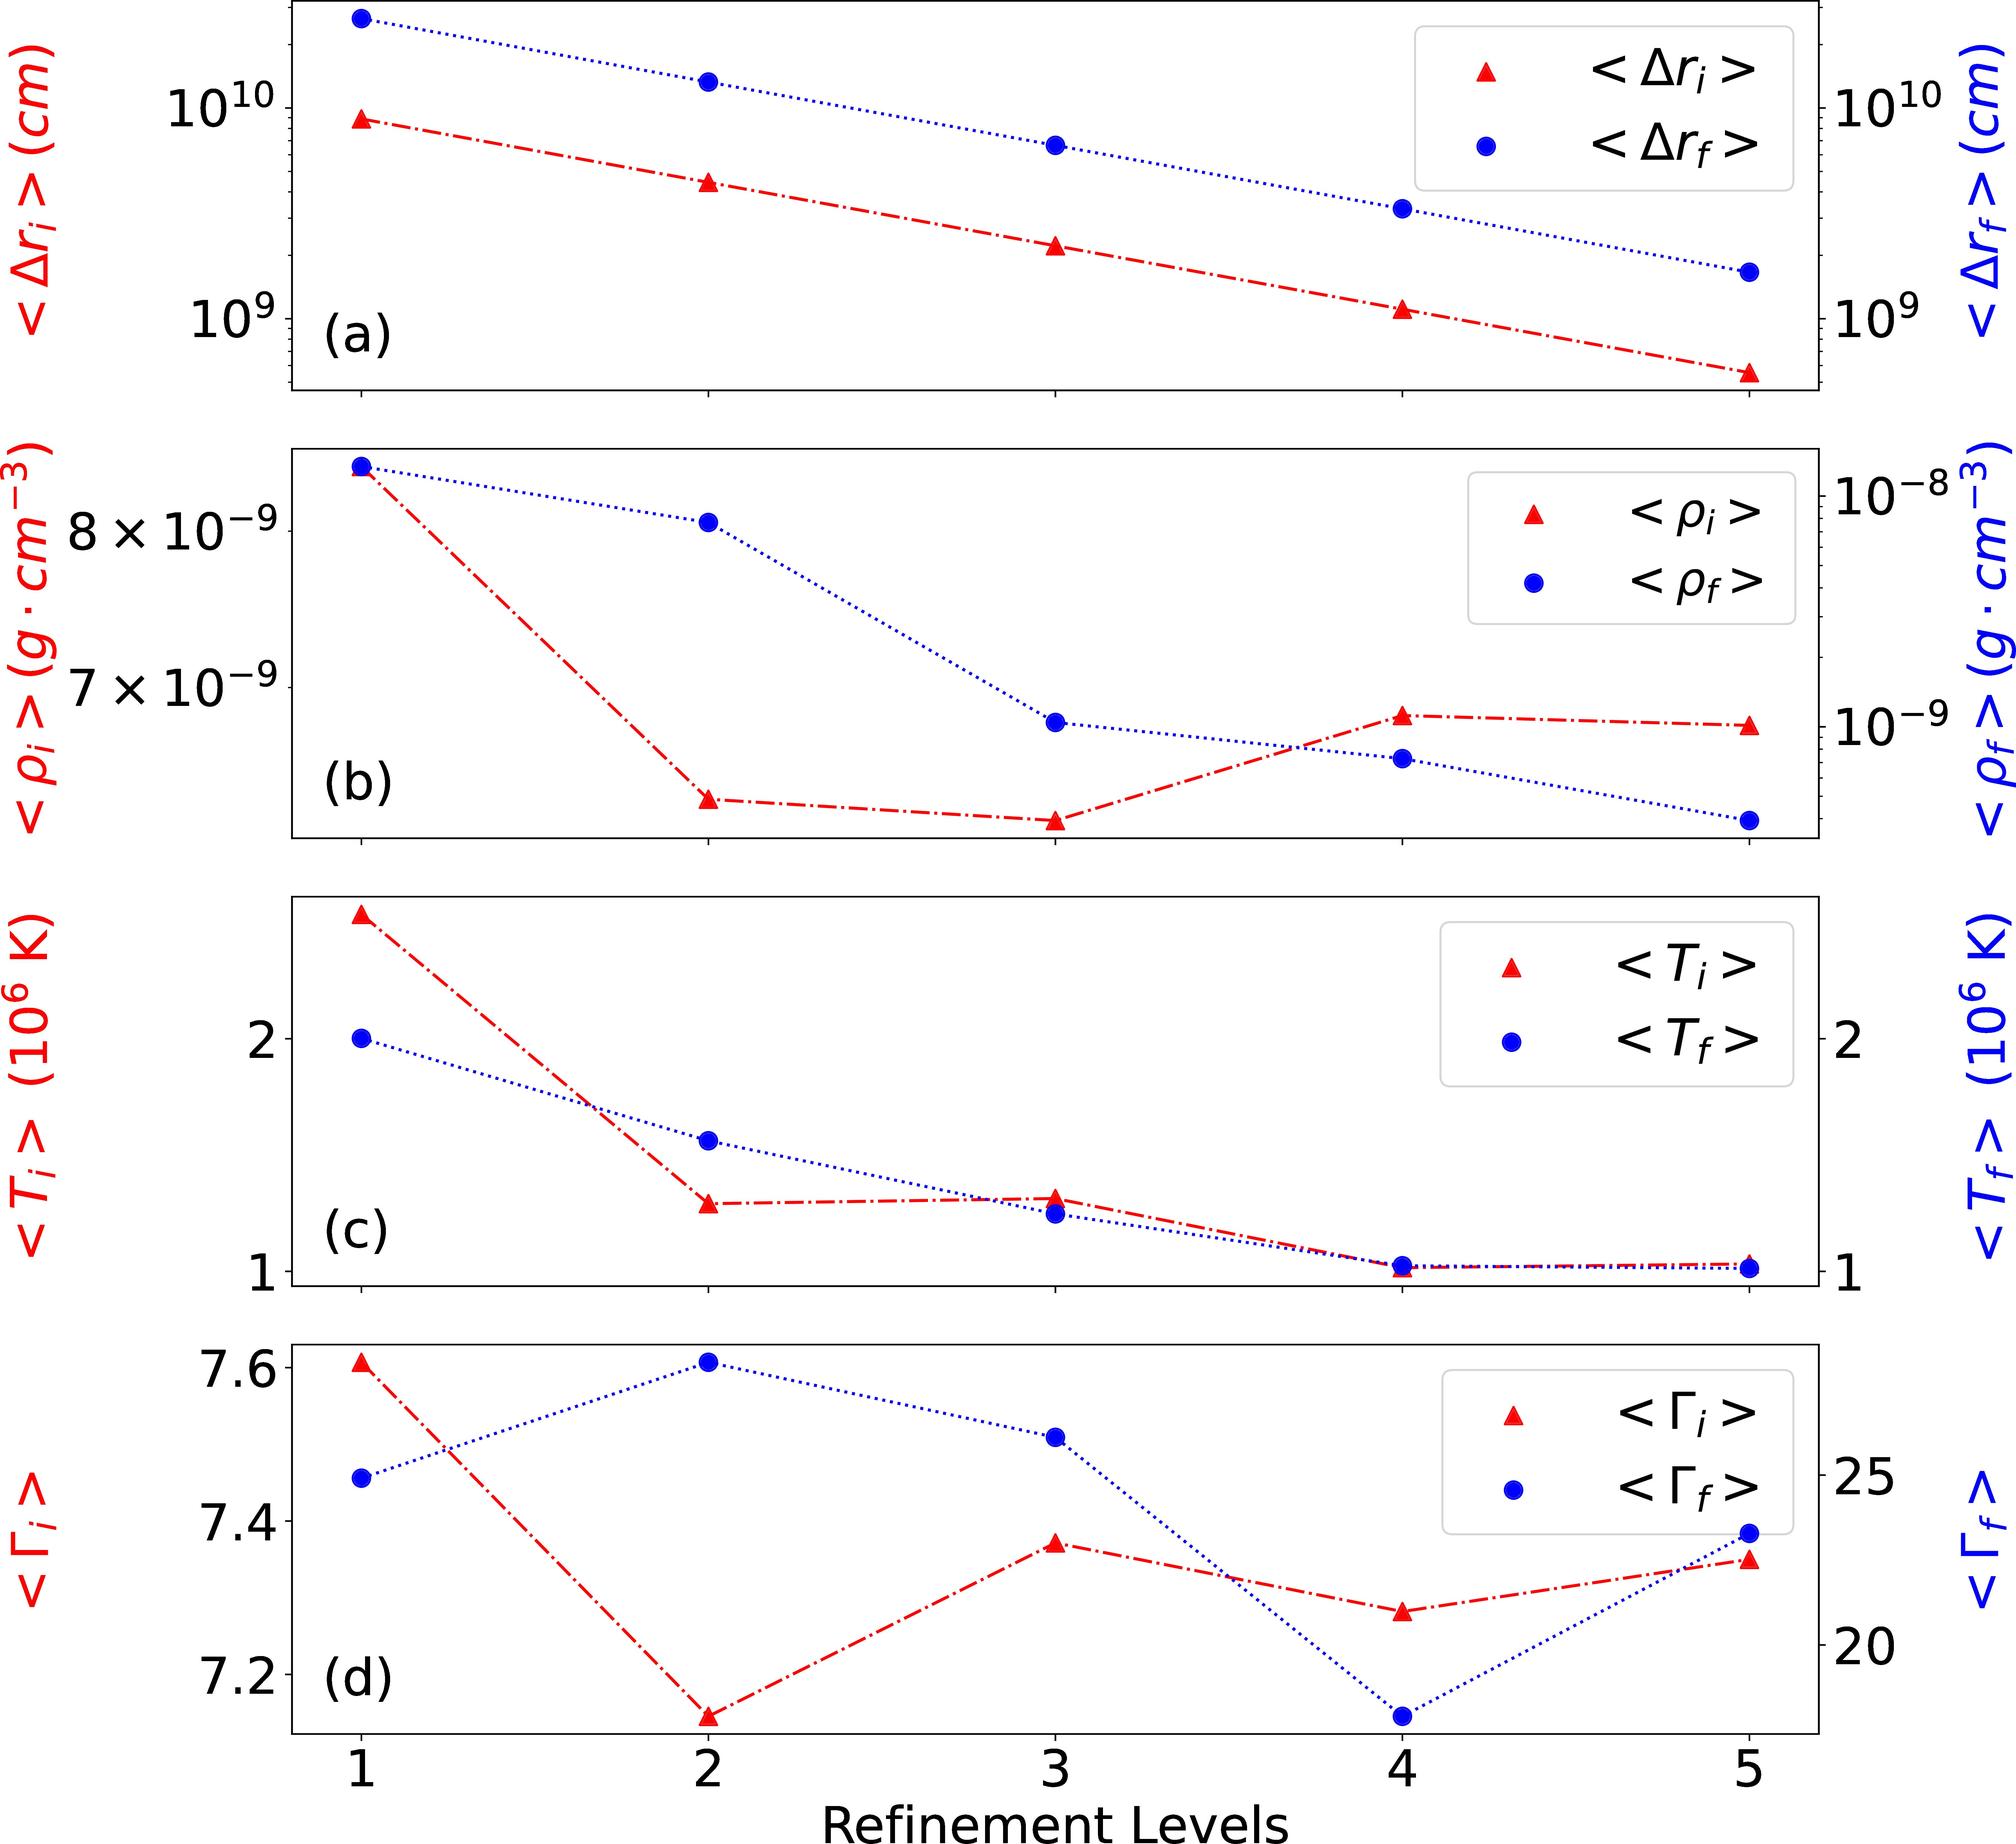 < Δr_i > (cm)
10^10
10^9
(a)
< Δr_i >
< Δr_f >
10^10
10^9
< Δr_f > (cm)
< ρ_i > (g · cm^−3)
8 × 10^−9
7 × 10^−9
(b)
< ρ_i >
< ρ_f >
10^−8
10^−9
< ρ_f > (g · cm^−3)
< T_i > (10^6 K)
2
1
(c)
< T_i >
< T_f >
2
1
< T_f > (10^6 K)
< Γ_i >
7.6
7.4
7.2
(d)
< Γ_i >
< Γ_f >
25
20
< Γ_f >
1 2 3 4 5
Refinement Levels